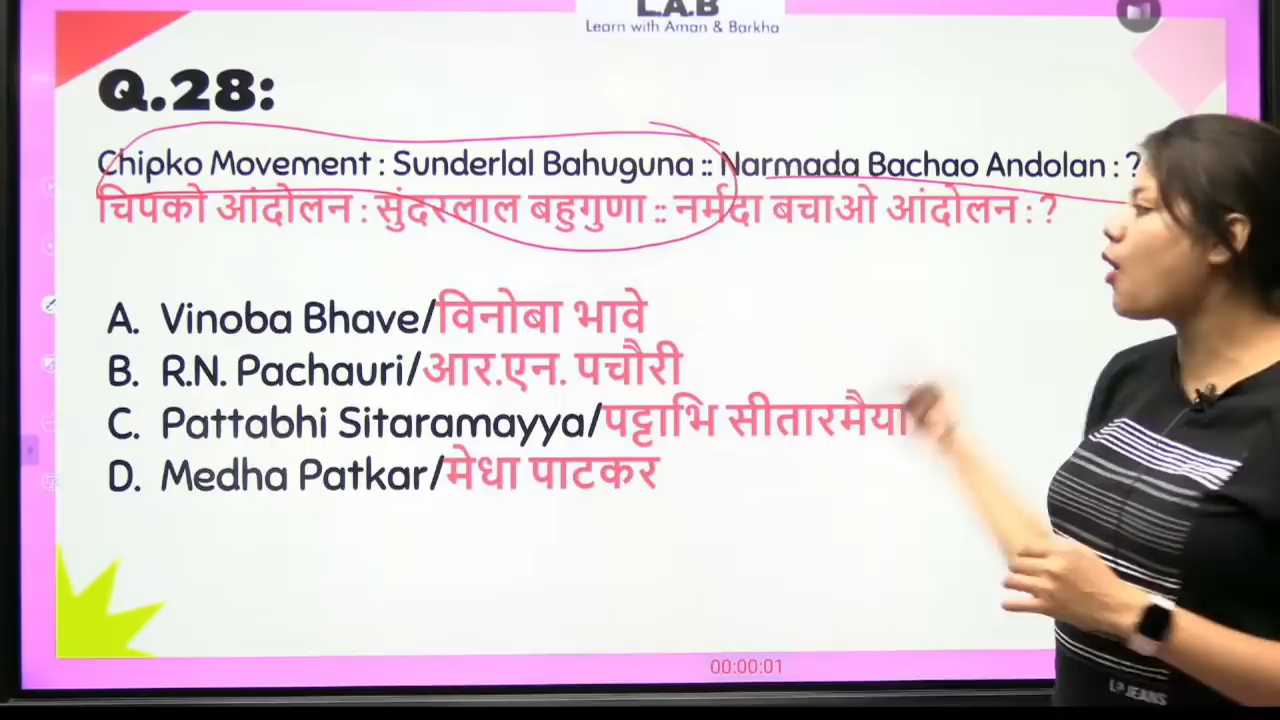 L.A.B
Learn with Aman & Barkha
Q.28:
Chipko Movement : Sunderlal Bahuguna :: Narmada Bachao Andolan : ?
चिपको आंदोलन : सुंदरलाल बहुगुणा :: नर्मदा बचाओ आंदोलन : ?
A. Vinoba Bhave/विनोबा भावे
B. R.N. Pachauri/आर.एन. पचौरी
C. Pattabhi Sitaramayya/पट्टाभि सीतारमैया
D. Medha Patkar/मेधा पाटकर
00:00:01
JEANS